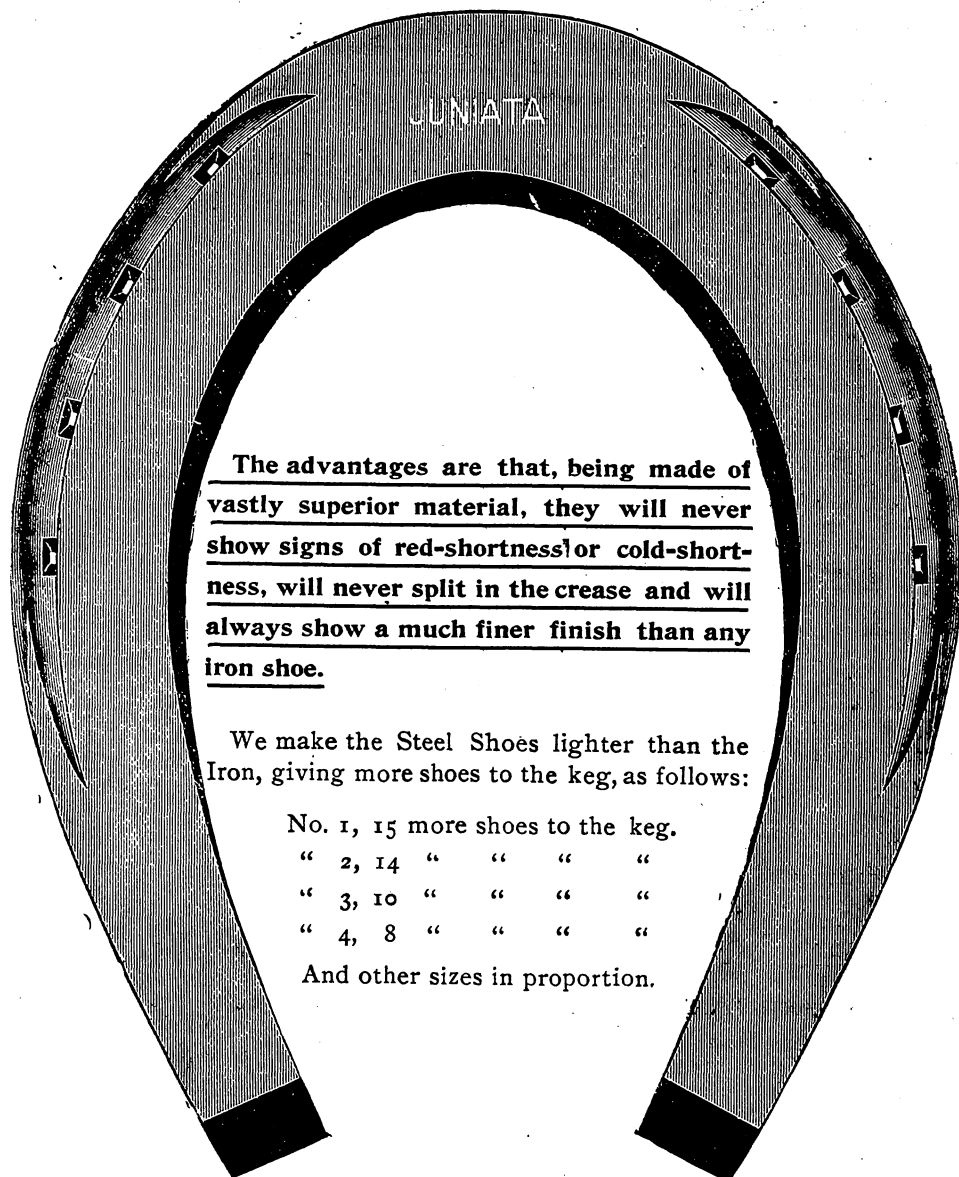 JUNIATA
The advantages are that, being made of
vastly superior material, they will never
show signs of red-shortness or cold-short-
ness, will never split in the crease and will
always show a much finer finish than any
iron shoe.
We make the Steel Shoes lighter than the
Iron, giving more shoes to the keg, as follows:
No. 1, 15 more shoes to the keg.
“ 2, 14 “ “ “ “
“ 3, 10 “ “ “ “
“ 4, 8 “ “ “ “
And other sizes in proportion.